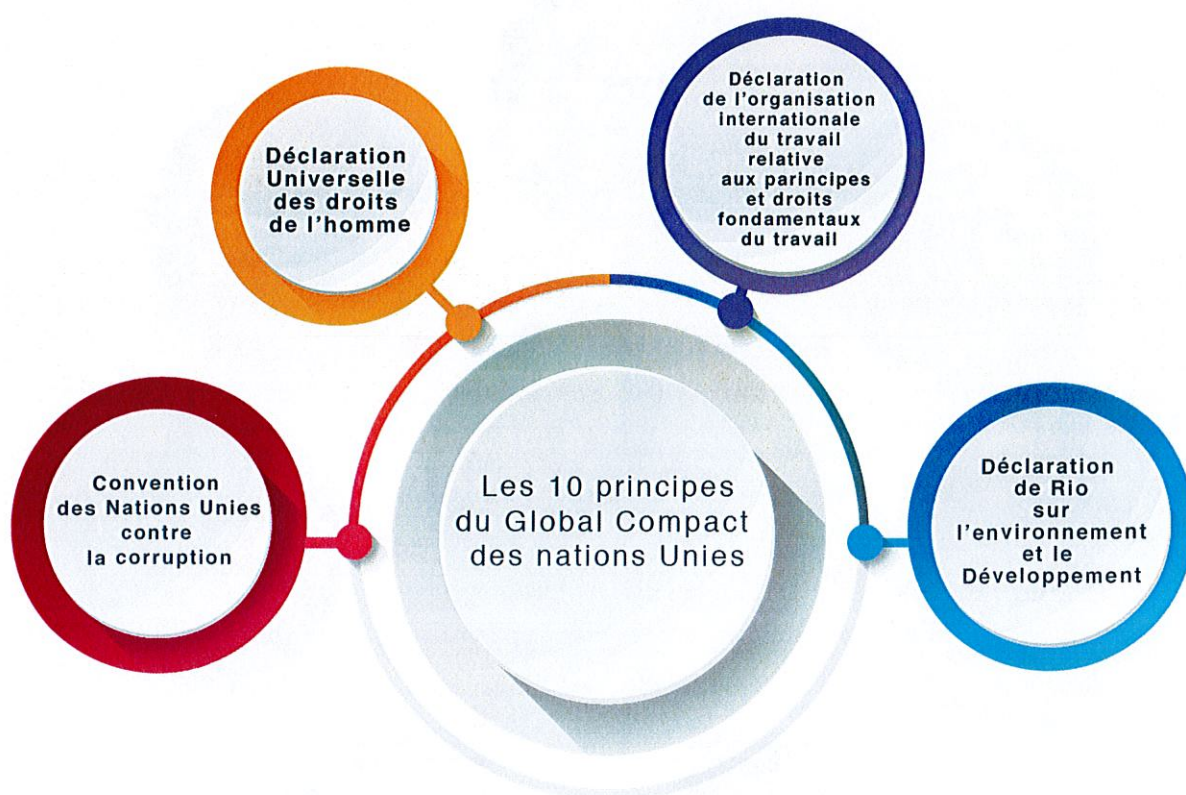 Déclaration
Universelle
des droits
de l'homme
Déclaration
de l'organisation
internationale
du travail
relative
aux parincipes
et droits
fondamentaux
du travail
Convention
des Nations Unies
contre
la corruption
Les 10 principes
du Global Compact
des nations Unies
Déclaration
de Rio
sur
l'environnement
et le
Développement